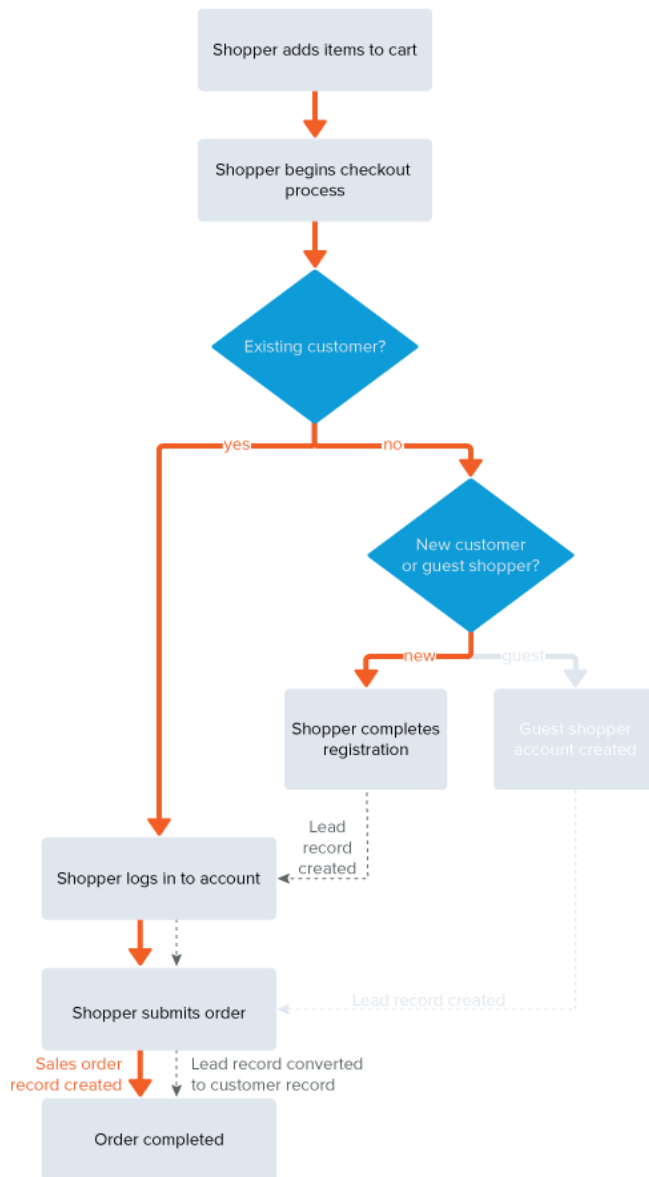 Shopper adds items to cart
Shopper begins checkout
process
Existing customer?
yes
no
New customer
or guest shopper?
new
guest
Shopper completes
registration
Guest shopper
account created
Lead
record
created
Shopper logs in to account
Lead record created
Shopper submits order
Sales order
record created
Lead record converted
to customer record
Order completed